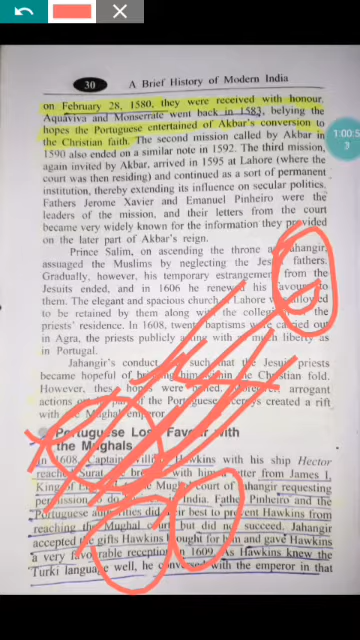 30 A Brief History of Modern India
on February 28, 1580, they were received with honour.
Aquaviva and Monserrate went back in 1583, belying the
hopes the Portuguese entertained of Akbar's conversion to
the Christian faith. The second mission called by Akbar in
1590 also ended on a similar note in 1592. The third mission,
again invited by Akbar, arrived in 1595 at Lahore (where the
court was then residing) and continued as a sort of permanent
institution, thereby extending its influence on secular politics.
Fathers Jerome Xavier and Emanuel Pinheiro were the
leaders of the mission, and their letters from the court
became very widely known for the information they provided
on the later part of Akbar's reign.
Prince Salim, on ascending the throne as Jahangir,
assuaged the Muslims by neglecting the Jesuit fathers.
Gradually, however, his temporary estrangement from the
Jesuits ended, and in 1606 he renewed his favours to
them. The elegant and spacious church at Lahore was allowed
to be retained by them along with the collegium or the
priests' residence. In 1608, twenty baptisms were carried out
in Agra, the priests publicly acting with as much liberty as
in Portugal.
Jahangir's conduct was such that the Jesuit priests
became hopeful of bringing him within the Christian fold.
However, these hopes were belied. Moreover, arrogant
actions on the part of the Portuguese viceroys created a rift
with the Mughal emperor.
Portuguese Lose Favour with
the Mughals
1608, Captain William Hawkins with his ship Hector
reached Surat. He brought with him a letter from James I,
King of England, to the Mughal court of Jahangir requesting
permission to do business in India. Father Pinheiro and the
Portuguese authorities did their best to prevent Hawkins from
reaching the Mughal court, but did not succeed. Jahangir
accepted the gifts Hawkins brought for him and gave Hawkins
a very favourable reception in 1609. As Hawkins knew the
Turki language well, he conversed with the emperor in that
1:00:5
3